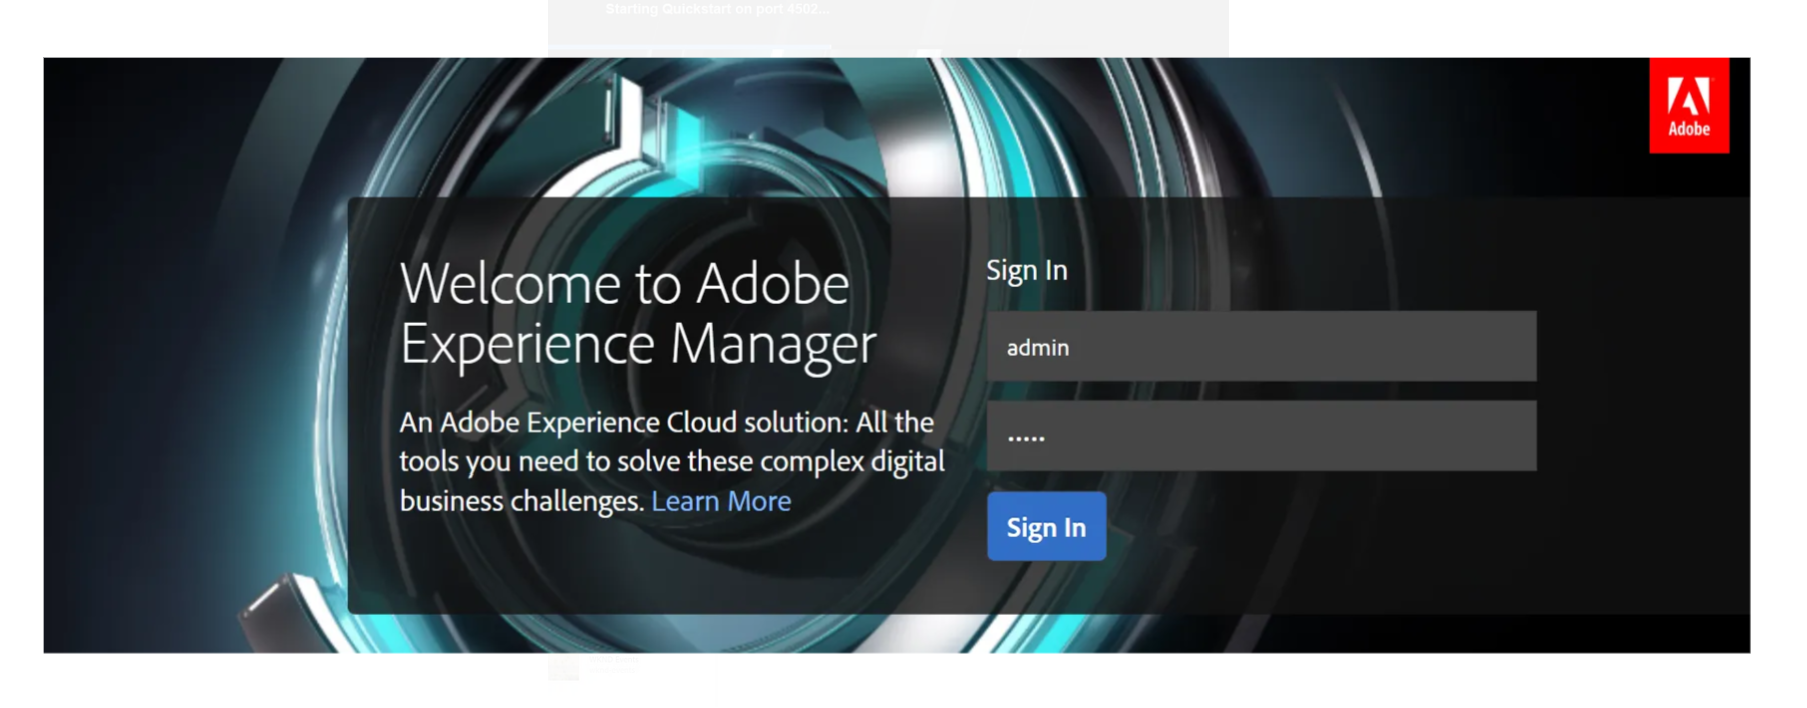 Starting Quickstart on port 4502...
Adobe
Welcome to Adobe
Experience Manager
An Adobe Experience Cloud solution: All the
tools you need to solve these complex digital
business challenges. Learn More
Sign In
admin
•••••
Sign In